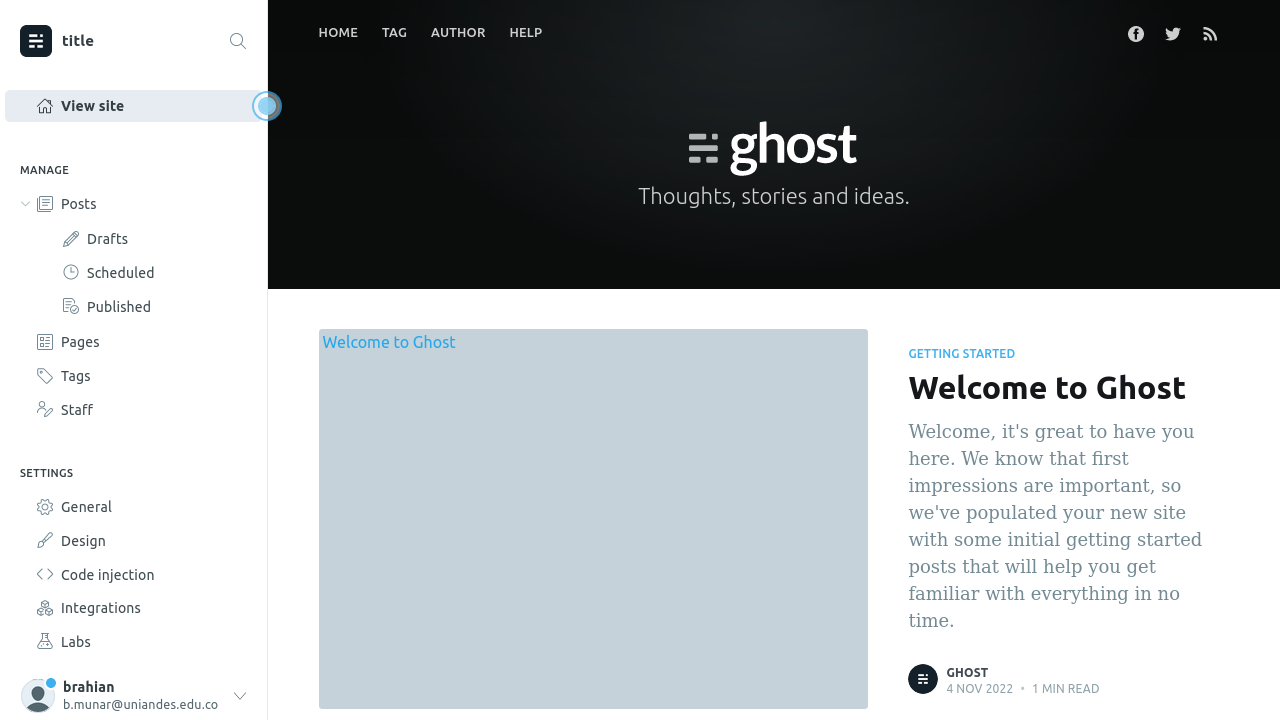 title
View site
MANAGE
Posts
Drafts
Scheduled
Published
Pages
Tags
Staff
SETTINGS
General
Design
Code injection
Integrations
Labs
brahian
b.munar@uniandes.edu.co
HOME TAG AUTHOR HELP
ghost
Thoughts, stories and ideas.
Welcome to Ghost
GETTING STARTED
Welcome to Ghost
Welcome, it's great to have you
here. We know that first
impressions are important, so
we've populated your new site
with some initial getting started
posts that will help you get
familiar with everything in no
time.
GHOST
4 NOV 2022 • 1 MIN READ